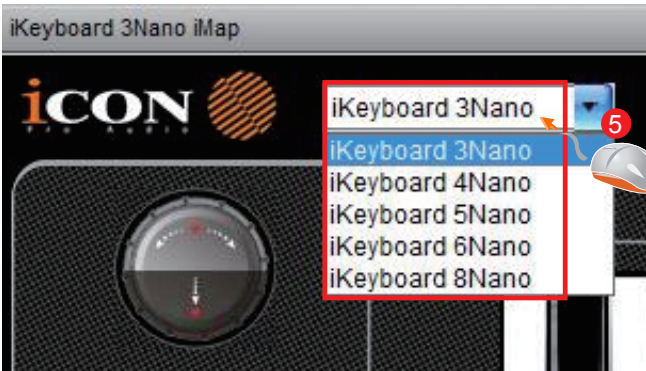 iKeyboard 3Nano iMap
iCON
Pro Audio
iKeyboard 3Nano
5
iKeyboard 3Nano
iKeyboard 4Nano
iKeyboard 5Nano
iKeyboard 6Nano
iKeyboard 8Nano